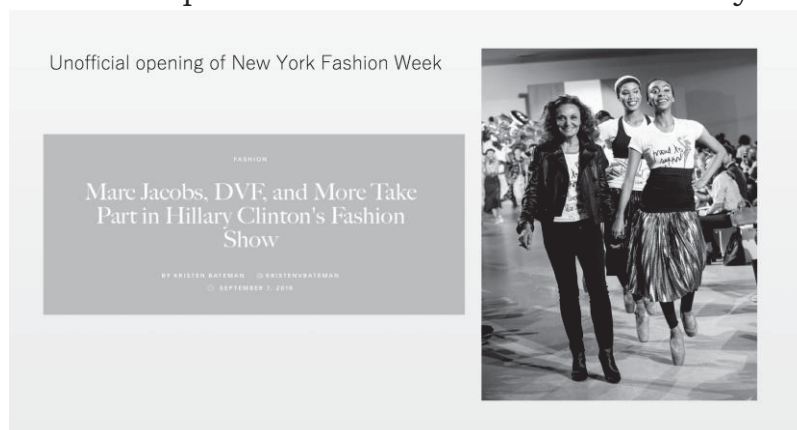 Unofficial opening of New York Fashion Week
FASHION
Marc Jacobs, DVF, and More Take
Part in Hillary Clinton's Fashion
Show
BY KRISTEN BATEMAN KRISTENVBATEMAN
SEPTEMBER 7, 2016